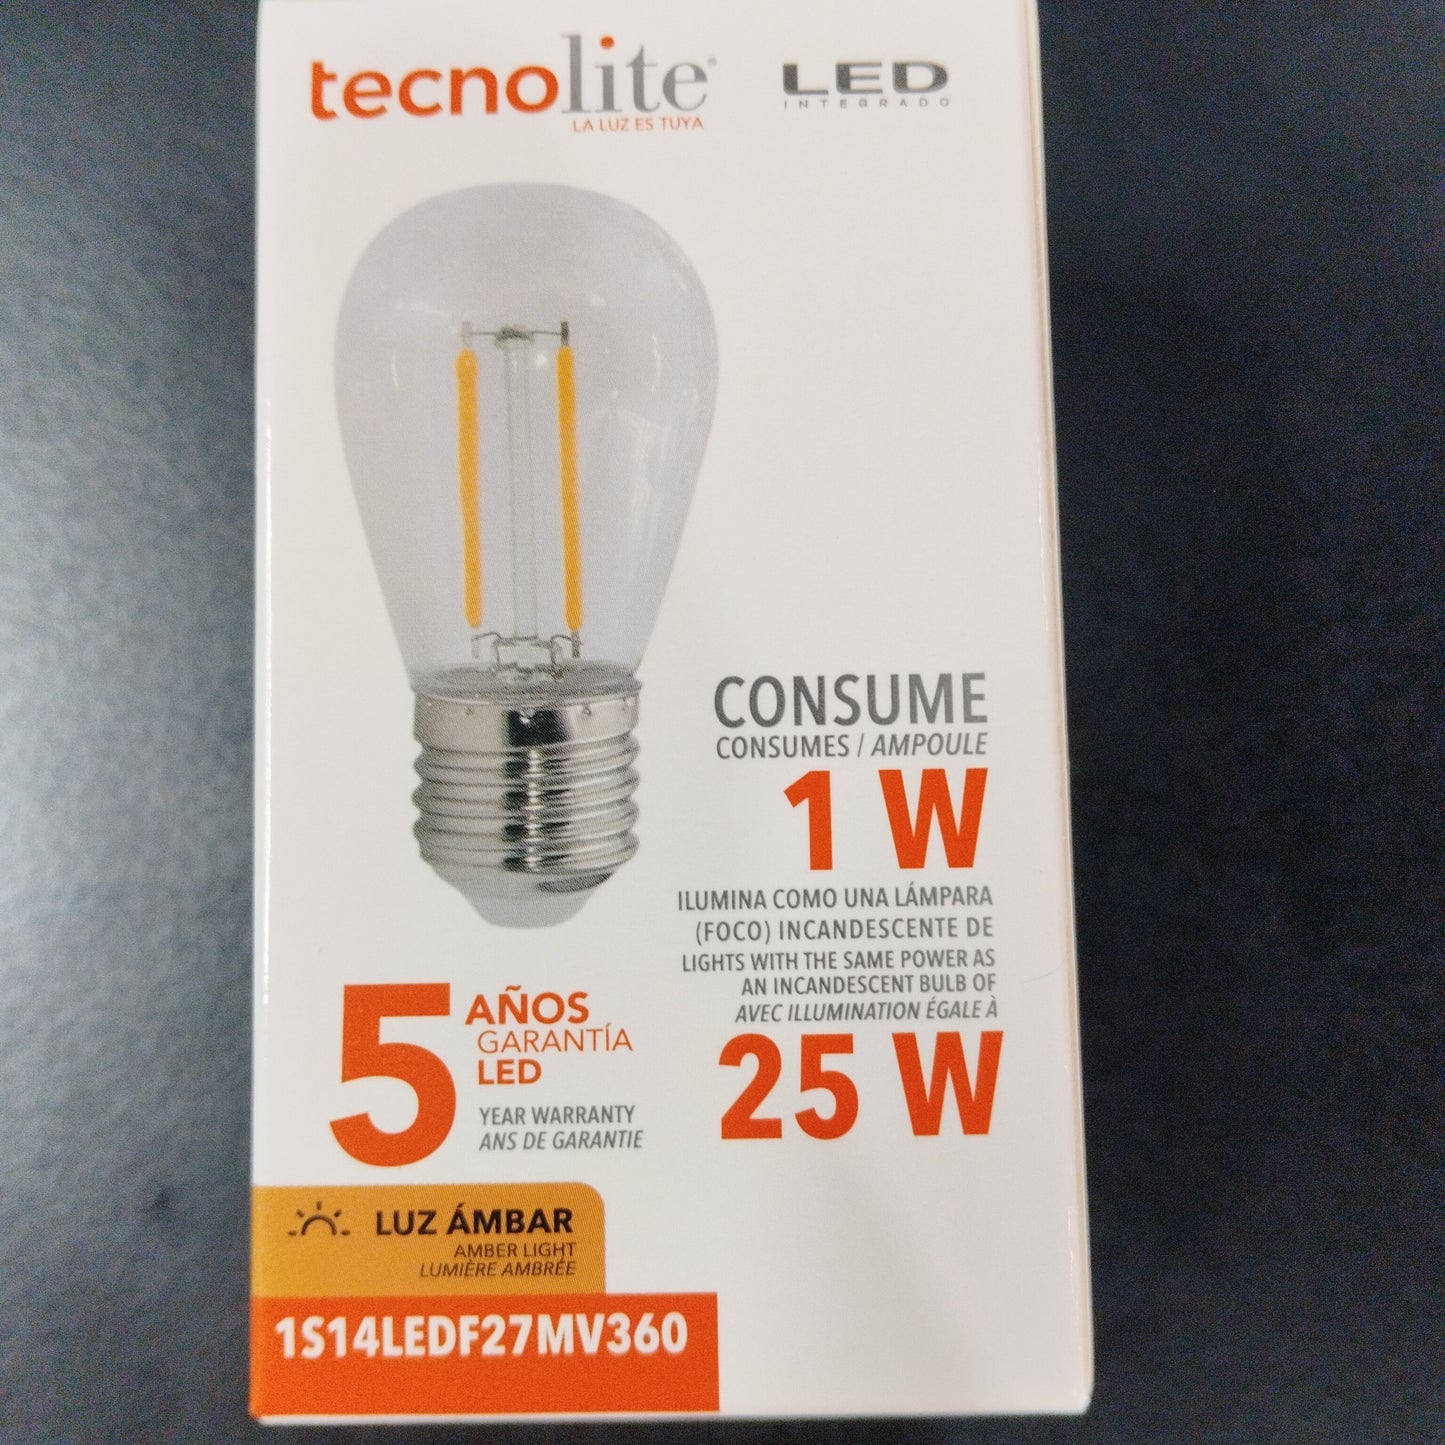 tecnolite®
LA LUZ ES TUYA
LED
INTEGRADO
CONSUME
CONSUMES / AMPOULE
1 W
ILUMINA COMO UNA LÁMPARA
(FOCO) INCANDESCENTE DE
LIGHTS WITH THE SAME POWER AS
AN INCANDESCENT BULB OF
AVEC ILLUMINATION ÉGALE À
25 W
5 AÑOS
GARANTÍA
LED
YEAR WARRANTY
ANS DE GARANTIE
LUZ ÁMBAR
AMBER LIGHT
LUMIÈRE AMBRÉE
1S14LEDF27MV360